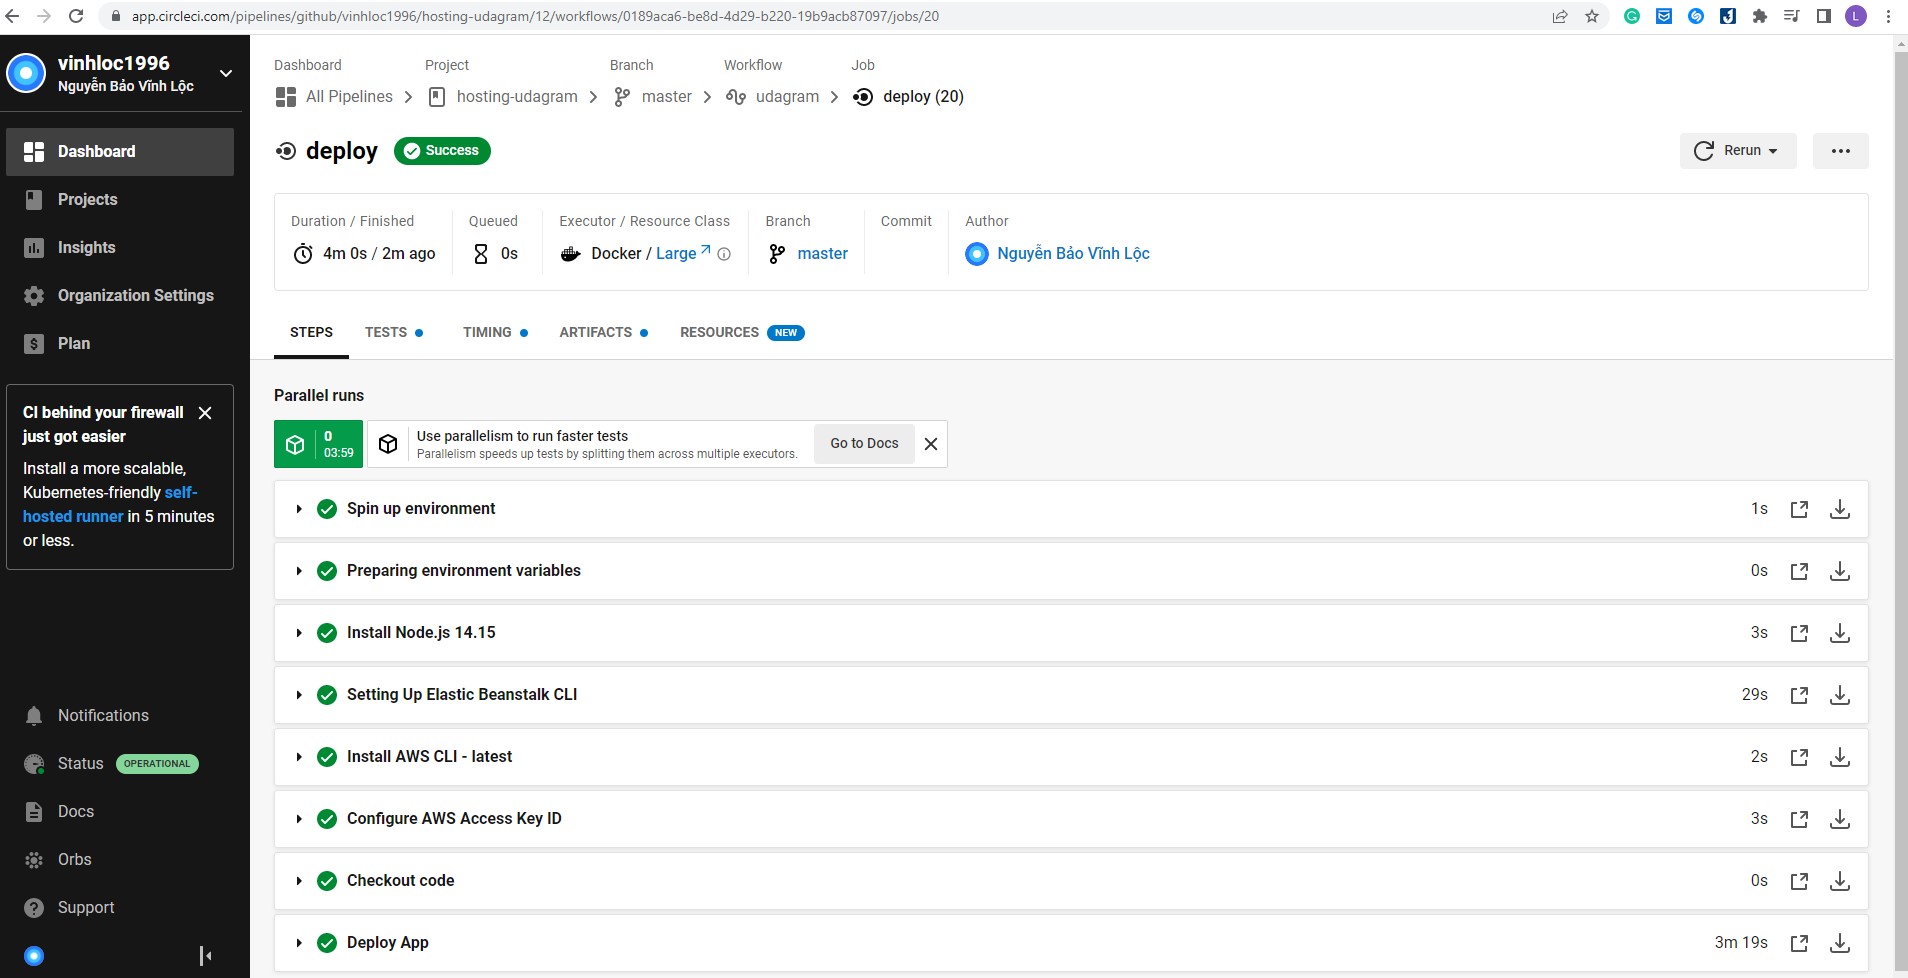 app.circleci.com/pipelines/github/vinhloc1996/hosting-udagram/12/workflows/0189aca6-be8d-4d29-b220-19b9acb87097/jobs/20
L
vinhloc1996
Nguyễn Bảo Vĩnh Lộc
Dashboard
Projects
Insights
Organization Settings
Plan
CI behind your firewall
just got easier
Install a more scalable,
Kubernetes-friendly self-
hosted runner in 5 minutes
or less.
Notifications
Status OPERATIONAL
Docs
Orbs
Support
Dashboard Project Branch Workflow Job
All Pipelines hosting-udagram master udagram deploy (20)
deploy Success
Rerun
Duration / Finished Queued Executor / Resource Class Branch Commit Author
4m 0s / 2m ago 0s Docker / Large master Nguyễn Bảo Vĩnh Lộc
STEPS TESTS TIMING ARTIFACTS RESOURCES NEW
Parallel runs
0
03:59
Use parallelism to run faster tests
Parallelism speeds up tests by splitting them across multiple executors.
Go to Docs
Spin up environment 1s
Preparing environment variables 0s
Install Node.js 14.15 3s
Setting Up Elastic Beanstalk CLI 29s
Install AWS CLI - latest 2s
Configure AWS Access Key ID 3s
Checkout code 0s
Deploy App 3m 19s